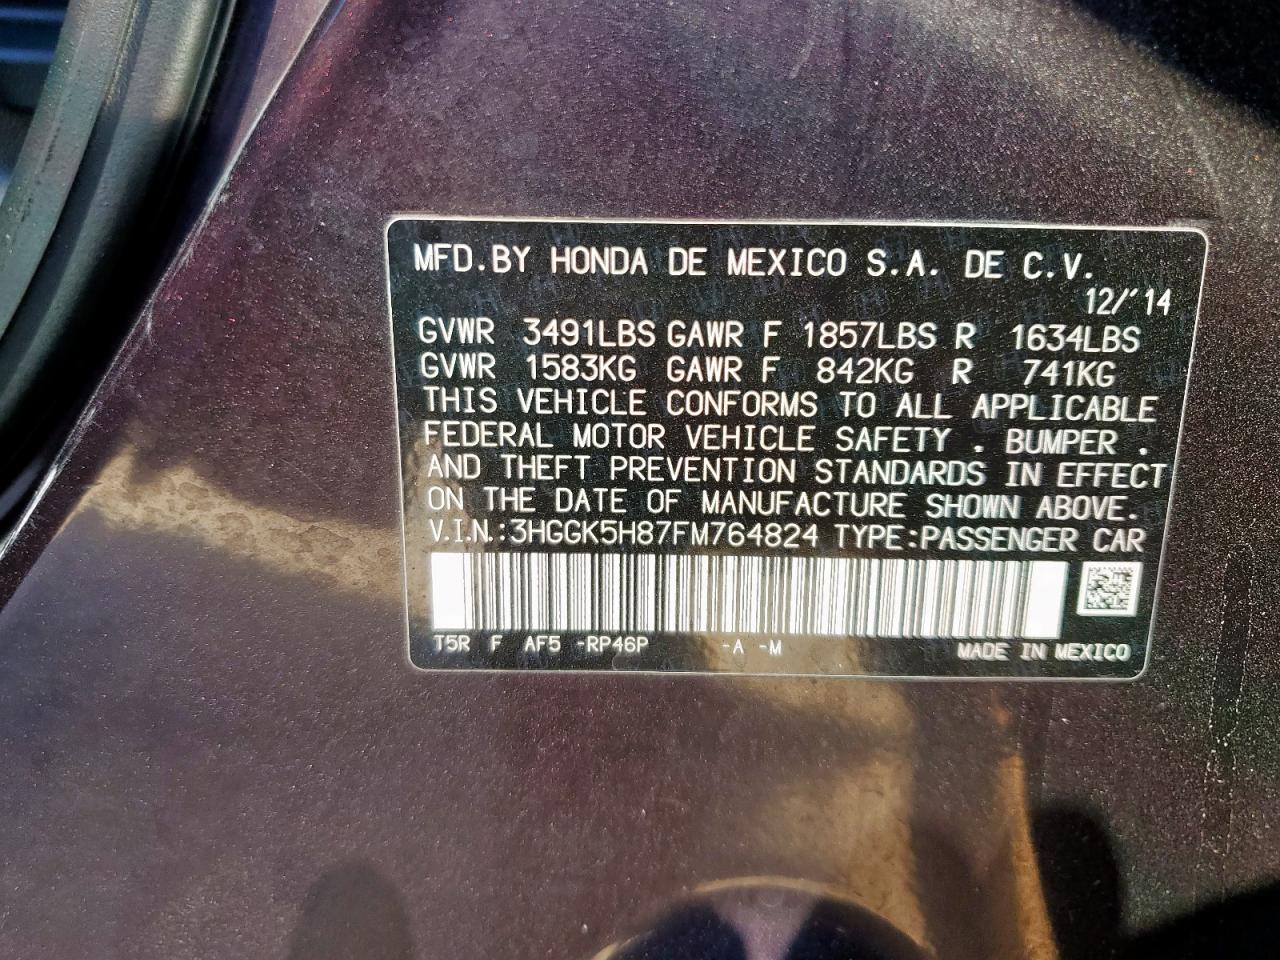 MFD.BY HONDA DE MEXICO S.A. DE C.V.
12/'14
GVWR 3491LBS GAWR F 1857LBS R 1634LBS
GVWR 1583KG GAWR F 842KG R 741KG
THIS VEHICLE CONFORMS TO ALL APPLICABLE
FEDERAL MOTOR VEHICLE SAFETY . BUMPER .
AND THEFT PREVENTION STANDARDS IN EFFECT
ON THE DATE OF MANUFACTURE SHOWN ABOVE.
V.I.N.:3HGGK5H87FM764824 TYPE:PASSENGER CAR
T5R F AF5 -RP46P -A -M MADE IN MEXICO